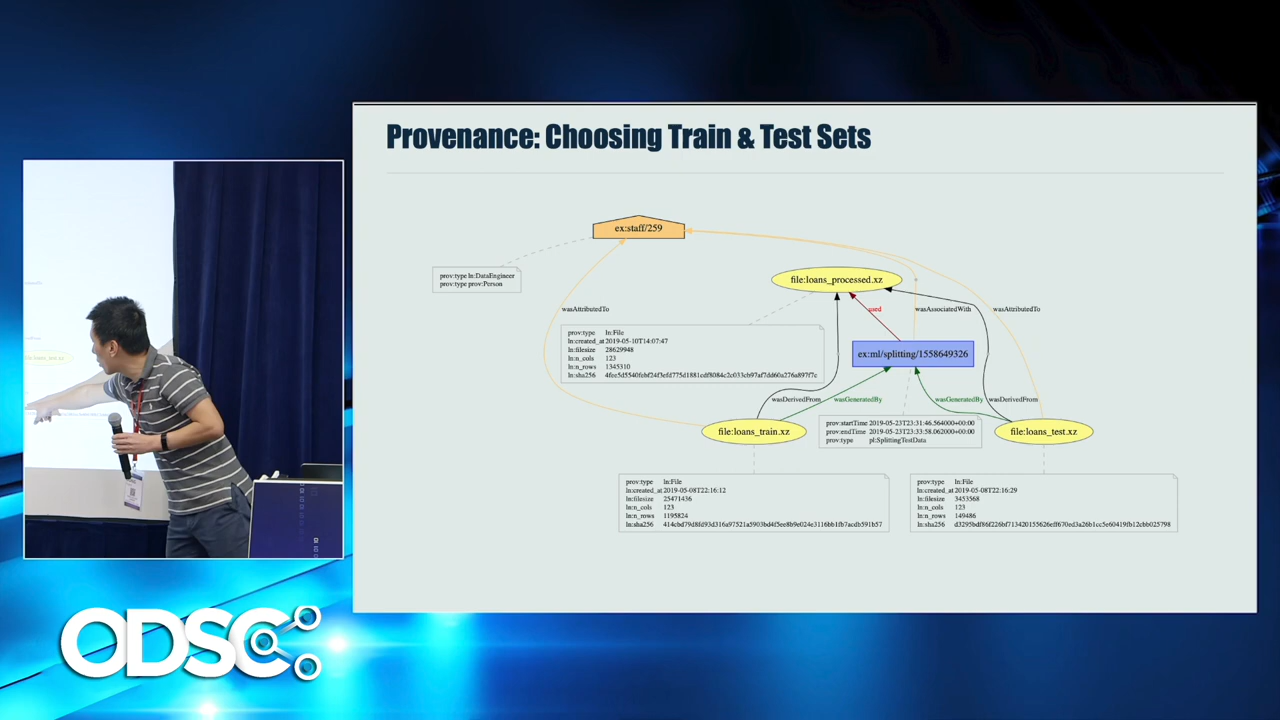 Provenance: Choosing Train & Test Sets
ex:staff/259
prov:type ln:DataEngineer
prov:type prov:Person
file:loans_processed.xz
wasAttributedTo
used
wasAssociatedWith
wasAttributedTo
prov:type ln:File
ln:created_at 2019-05-10T14:07:47
ln:filesize 28629948
ln:n_cols 123
ln:n_rows 1345310
ln:sha256
ex:ml/splitting/1558649326
wasDerivedFrom
wasGeneratedBy
wasGeneratedBy
wasDerivedFrom
file:loans_train.xz
prov:startTime 2019-05-23T23:31:46.564000+00:00
prov:endTime 2019-05-23T23:33:58.062000+00:00
prov:type pl:SplittingTestData
file:loans_test.xz
prov:type ln:File
ln:created_at 2019-05-08T22:16:12
ln:filesize 25471436
ln:n_cols 123
ln:n_rows 1195824
ln:sha256
prov:type ln:File
ln:created_at 2019-05-08T22:16:29
ln:filesize 3453568
ln:n_cols 123
ln:n_rows 149486
ln:sha256
ODSC